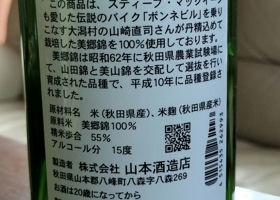 この商品は、スティーブ・マックィーン
も愛した伝説のバイク「ボンネビル」を乗り
こなす大潟村の山崎直司さんが丹精込めて
栽培した美郷錦を100%使用しております。
美郷錦は昭和62年に秋田県農業試験場に
て、山田錦と美山錦を交配して選抜を行い
育成された品種で、平成10年に品種登録さ
れました。
原材料名 米(秋田県産)、米麹(秋田県産米)
原料米 美郷錦100%
精米歩合 55%
アルコール分 15度
製造者 株式会社 山本酒造店
秋田県山本郡八峰町八森字八森269
お酒は20歳になってから
4 950453 262993